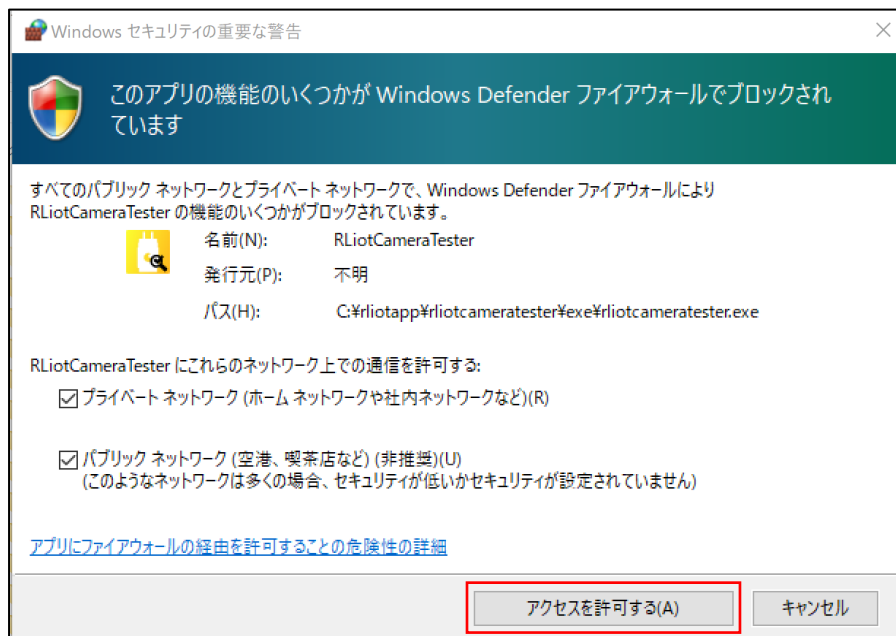 Windows セキュリティの重要な警告
このアプリの機能のいくつかが Windows Defender ファイアウォールでブロックされ
ています
すべてのパブリック ネットワークとプライベート ネットワークで、Windows Defender ファイアウォールにより
RLiotCameraTester の機能のいくつかがブロックされています。
名前(N): RLiotCameraTester
発行元(P): 不明
パス(H): C:¥rliotapp¥rliotcameratester¥exe¥rliotcameratester.exe
RLiotCameraTester にこれらのネットワーク上での通信を許可する:
プライベート ネットワーク (ホーム ネットワークや社内ネットワークなど)(R)
パブリック ネットワーク (空港、喫茶店など) (非推奨)(U)
(このようなネットワークは多くの場合、セキュリティが低いかセキュリティが設定されていません)
アプリにファイアウォールの経由を許可することの危険性の詳細
アクセスを許可する(A) キャンセル